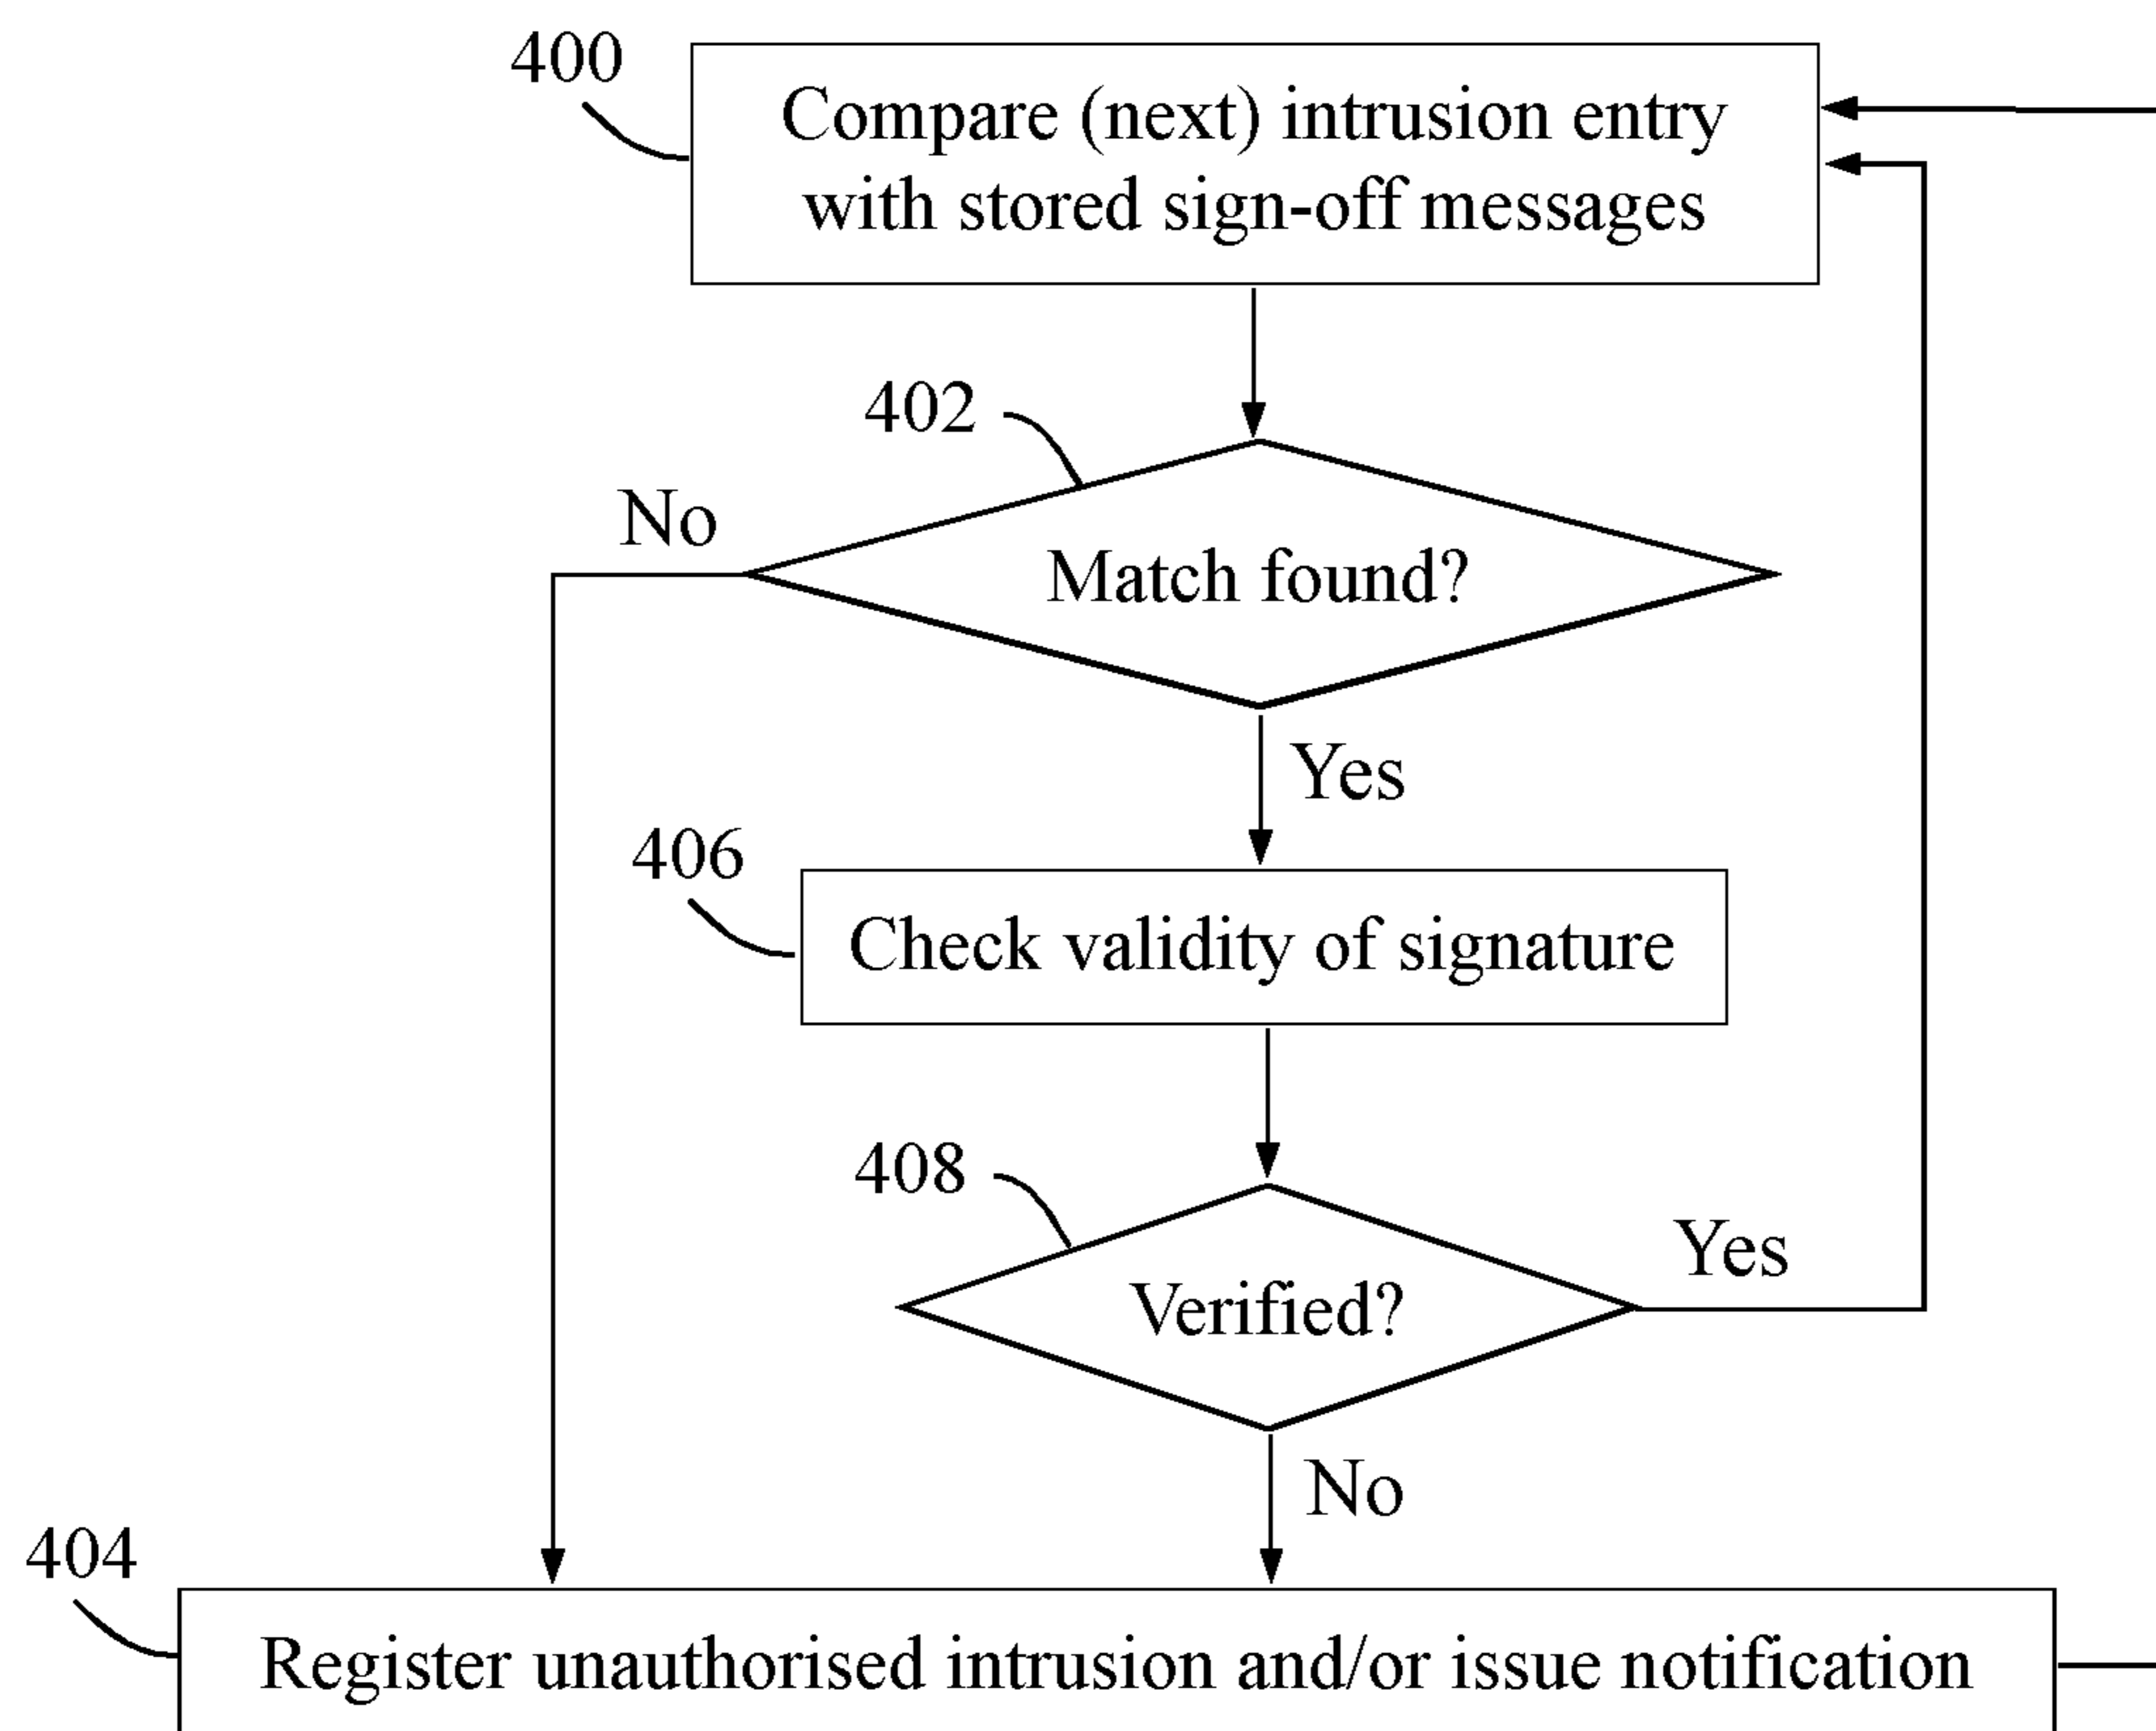 400
Compare (next) intrusion entry
with stored sign-off messages
402
No
Match found?
Yes
406
Check validity of signature
408
Yes
Verified?
No
404
Register unauthorised intrusion and/or issue notification